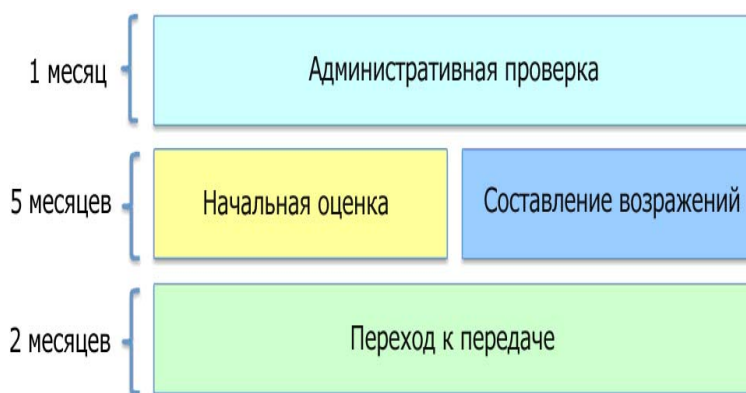 1 месяц
Административная проверка
5 месяцев
Начальная оценка
Составление возражений
2 месяцев
Переход к передаче